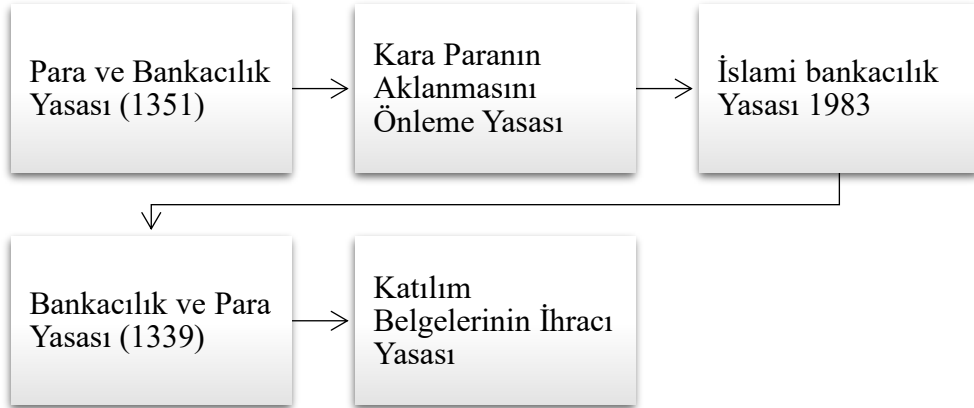 Para ve Bankacılık
Yasası (1351)
Kara Paranın
Aklanmasını
Önleme Yasası
İslami bankacılık
Yasası 1983
Bankacılık ve Para
Yasası (1339)
Katılım
Belgelerinin İhracı
Yasası